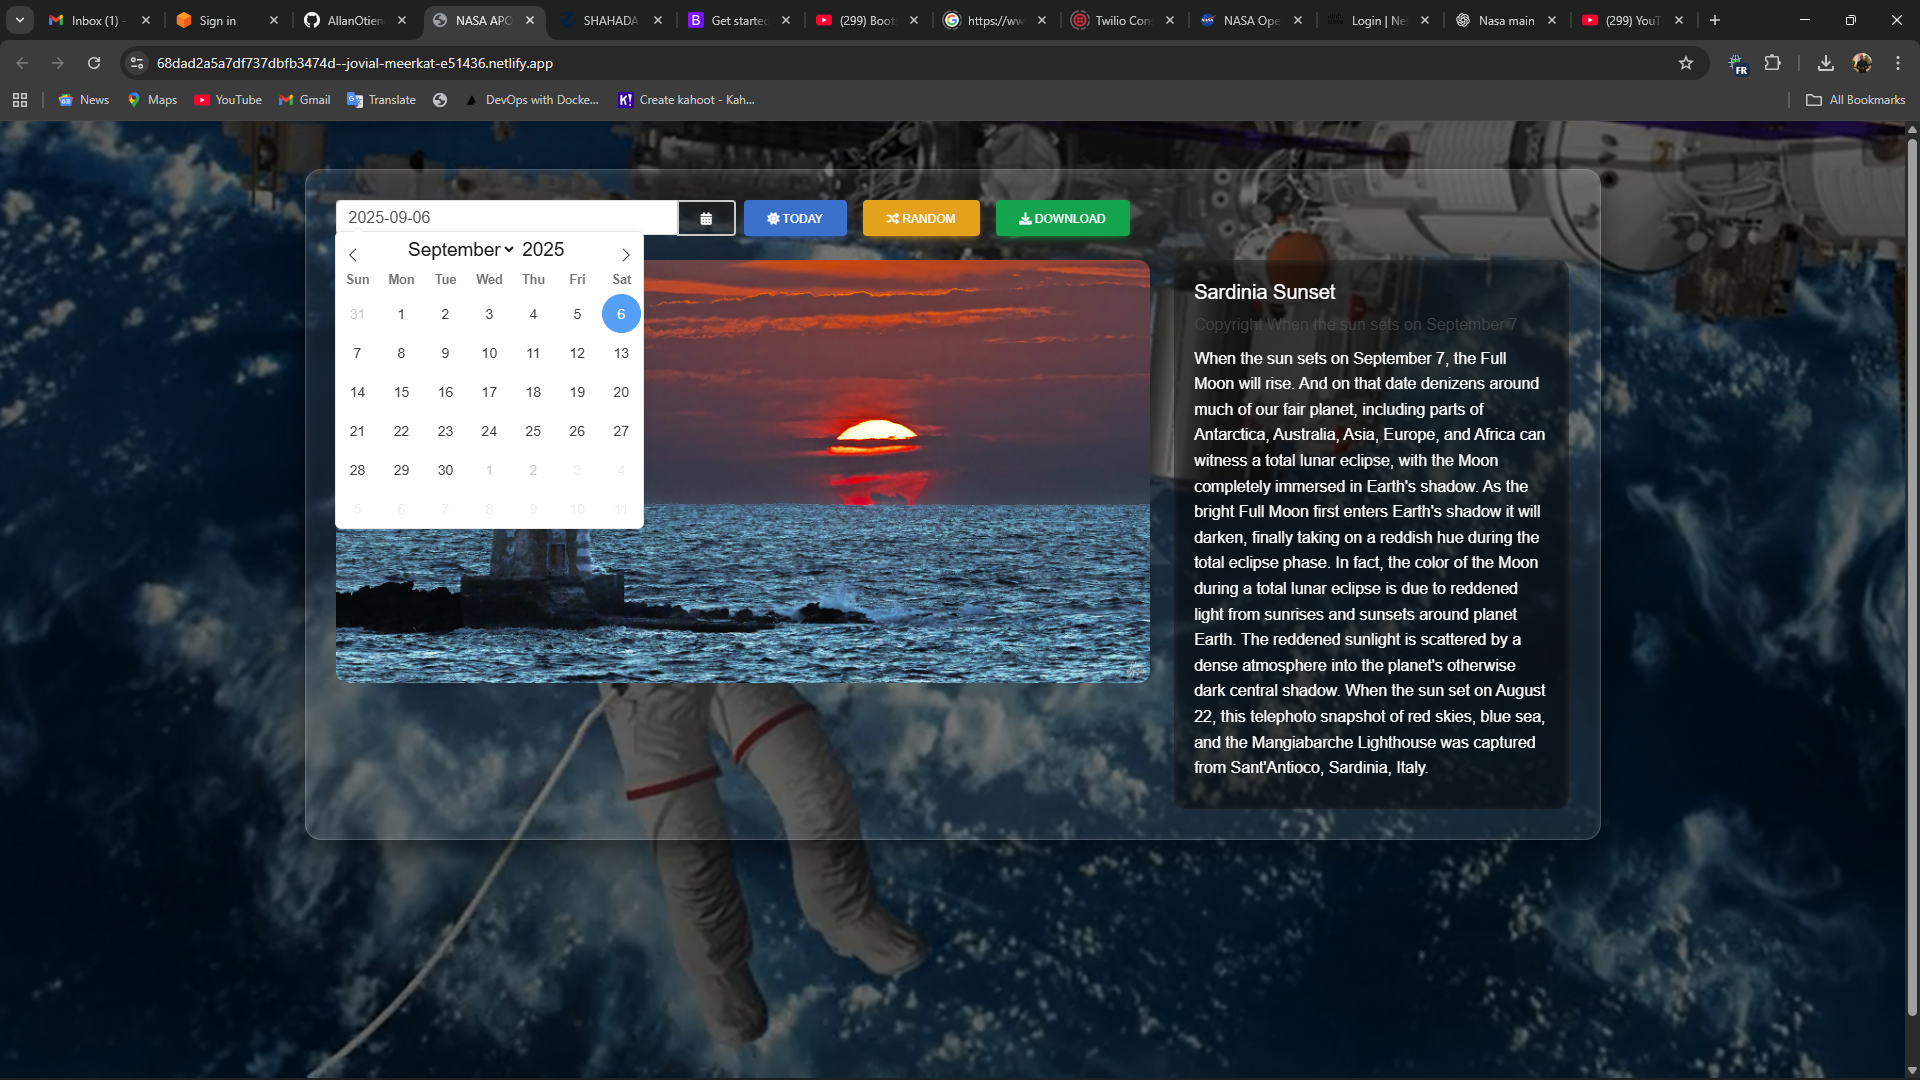 Inbox (1) -
Sign in
AllanOtien
NASA APO
SHAHADA
Get started
(299) Boot
https://ww
Twilio Con
NASA Ope
Login | Ne
Nasa main
(299) YouT
68dad2a5a7df737dbfb3474d--jovial-meerkat-e51436.netlify.app
FR
News
Maps
YouTube
Gmail
Translate
DevOps with Docke...
K!
Create kahoot - Kah...
All Bookmarks
2025-09-06
TODAY
RANDOM
DOWNLOAD
September 2025
Sun Mon Tue Wed Thu Fri Sat
31 1 2 3 4 5 6
7 8 9 10 11 12 13
14 15 16 17 18 19 20
21 22 23 24 25 26 27
28 29 30 1 2 3 4
5 6 7 8 9 10 11
Sardinia Sunset
Copyright When the sun sets on September 7
When the sun sets on September 7, the Full
Moon will rise. And on that date denizens around
much of our fair planet, including parts of
Antarctica, Australia, Asia, Europe, and Africa can
witness a total lunar eclipse, with the Moon
completely immersed in Earth's shadow. As the
bright Full Moon first enters Earth's shadow it will
darken, finally taking on a reddish hue during the
total eclipse phase. In fact, the color of the Moon
during a total lunar eclipse is due to reddened
light from sunrises and sunsets around planet
Earth. The reddened sunlight is scattered by a
dense atmosphere into the planet's otherwise
dark central shadow. When the sun set on August
22, this telephoto snapshot of red skies, blue sea,
and the Mangiabarche Lighthouse was captured
from Sant'Antioco, Sardinia, Italy.